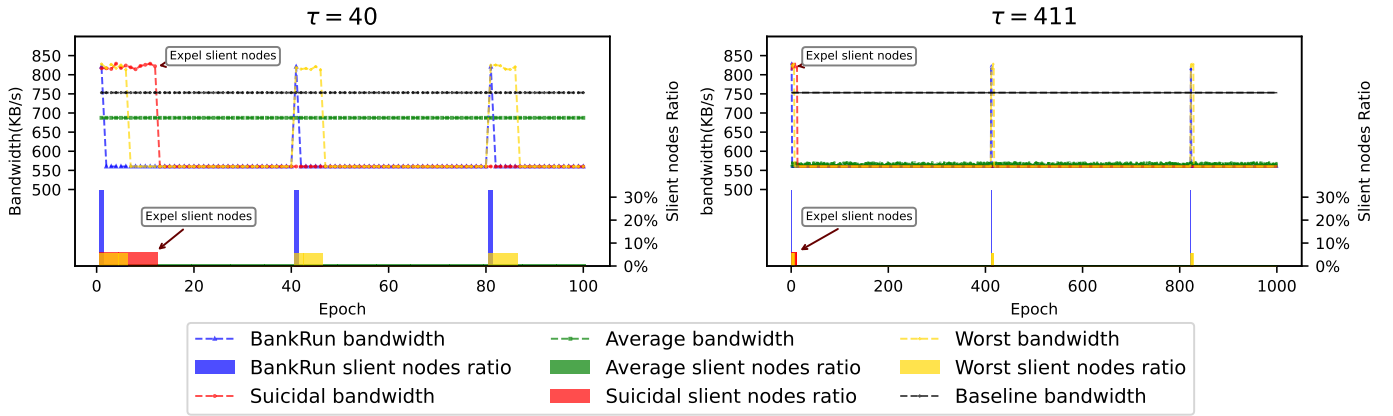 τ = 40
Bandwidth(KB/s)
850
800
750
700
650
600
550
500
Expel slient nodes
Expel slient nodes
30%
20%
10%
0%
Slient nodes Ratio
0
20
40
60
80
100
Epoch
τ = 411
bandwidth(KB/s)
850
800
750
700
650
600
550
500
Expel slient nodes
Expel slient nodes
30%
20%
10%
0%
Slient nodes Ratio
0
200
400
600
800
1000
Epoch
BankRun bandwidth
BankRun slient nodes ratio
Suicidal bandwidth
Average bandwidth
Average slient nodes ratio
Suicidal slient nodes ratio
Worst bandwidth
Worst slient nodes ratio
Baseline bandwidth